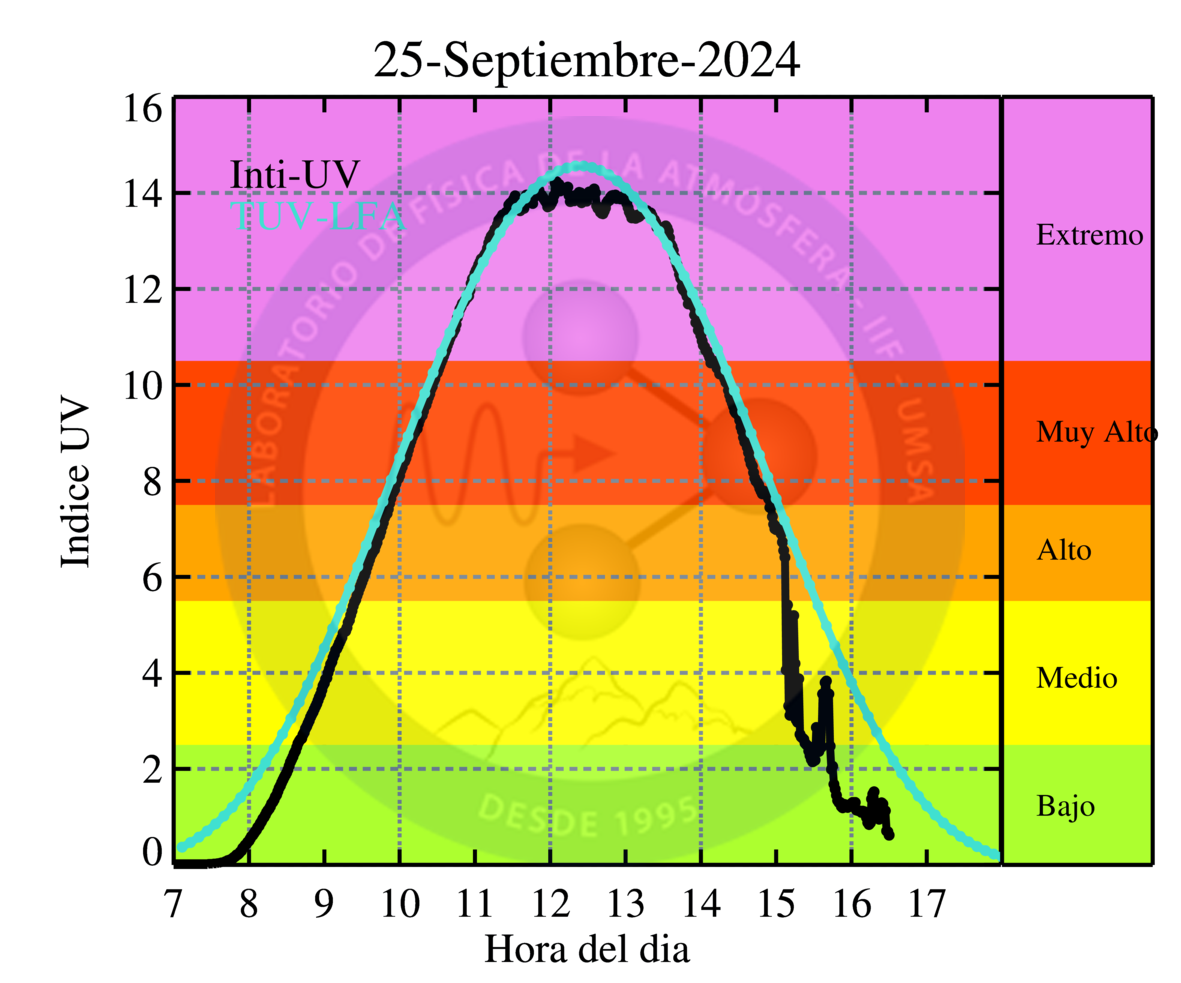 25-Septiembre-2024
16
14
12
10
8
6
4
2
0
Indice UV
Inti-UV
TUV-LFA
LABORATORIO DE FÍSICA DE LA ATMÓSFERA - IIF - UMSA
DESDE 1995
Extremo
Muy Alto
Alto
Medio
Bajo
7 8 9 10 11 12 13 14 15 16 17
Hora del dia